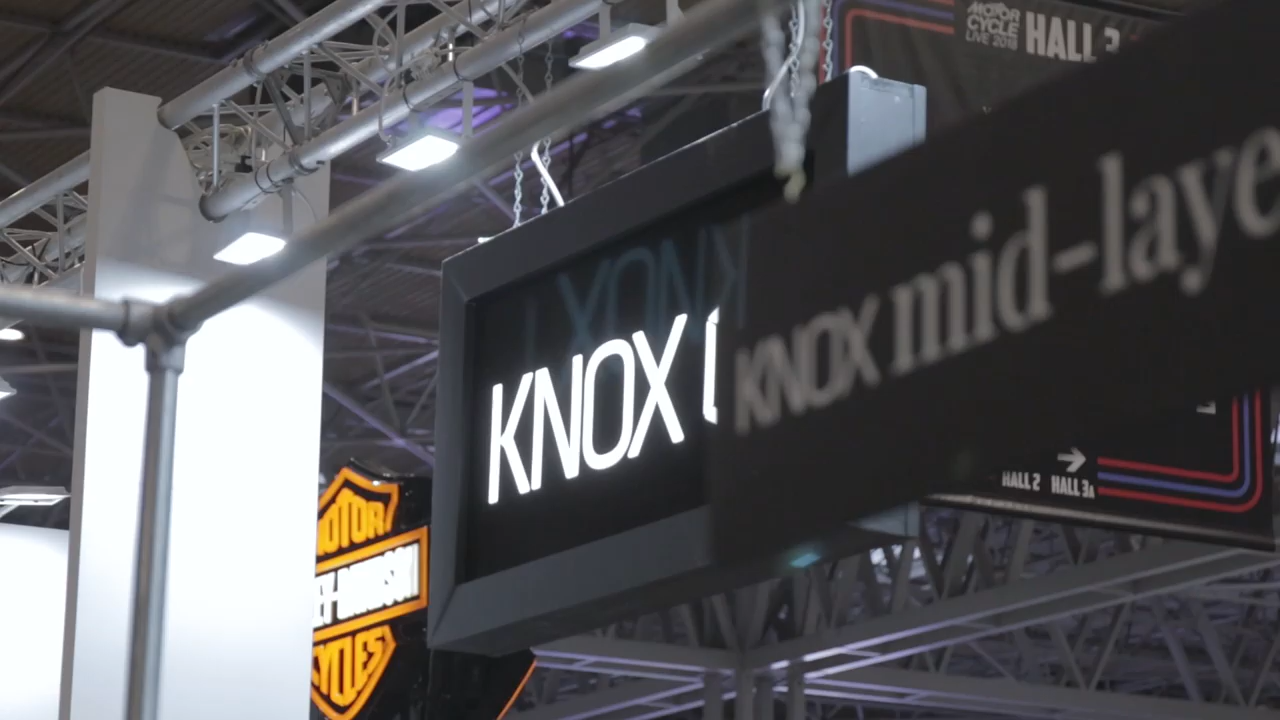 MOTOR
CYCLE
LIVE 2018
HALL 3
KNOX mid-laye
KNOX
MOTOR
CYCLES
HALL 2 HALL 3A